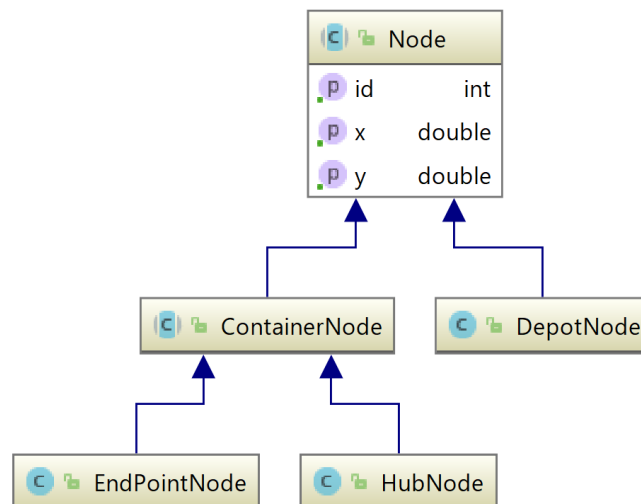 C Node
p id int
p x double
p y double
C ContainerNode
C DepotNode
C EndPointNode
C HubNode